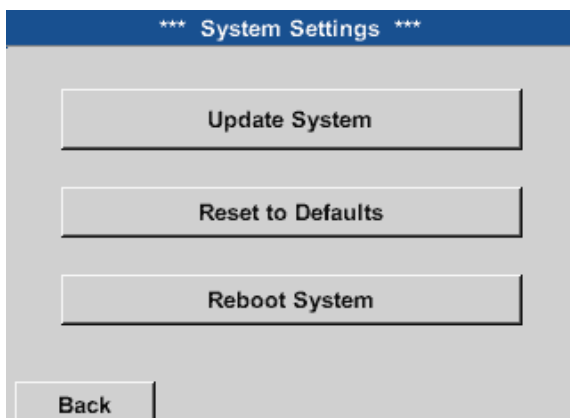 *** System Settings ***
Update System
Reset to Defaults
Reboot System
Back